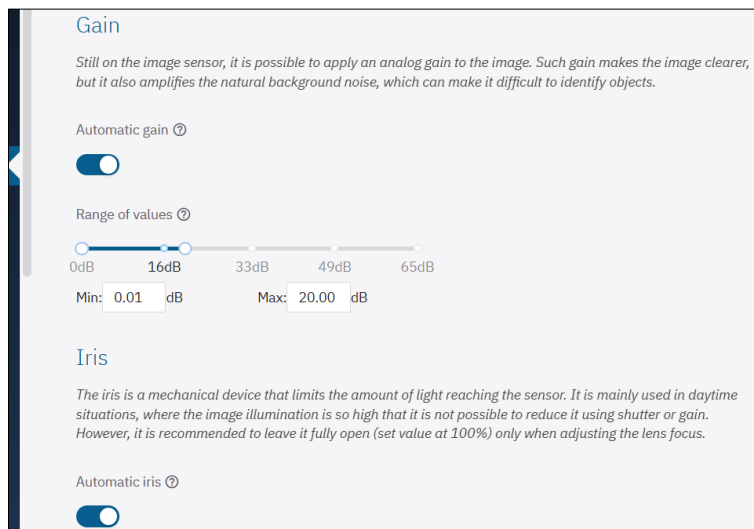 Gain
Still on the image sensor, it is possible to apply an analog gain to the image. Such gain makes the image clearer,
but it also amplifies the natural background noise, which can make it difficult to identify objects.
Automatic gain ?
Range of values ?
0dB 16dB 33dB 49dB 65dB
Min: 0.01 dB Max: 20.00 dB
Iris
The iris is a mechanical device that limits the amount of light reaching the sensor. It is mainly used in daytime
situations, where the image illumination is so high that it is not possible to reduce it using shutter or gain.
However, it is recommended to leave it fully open (set value at 100%) only when adjusting the lens focus.
Automatic iris ?